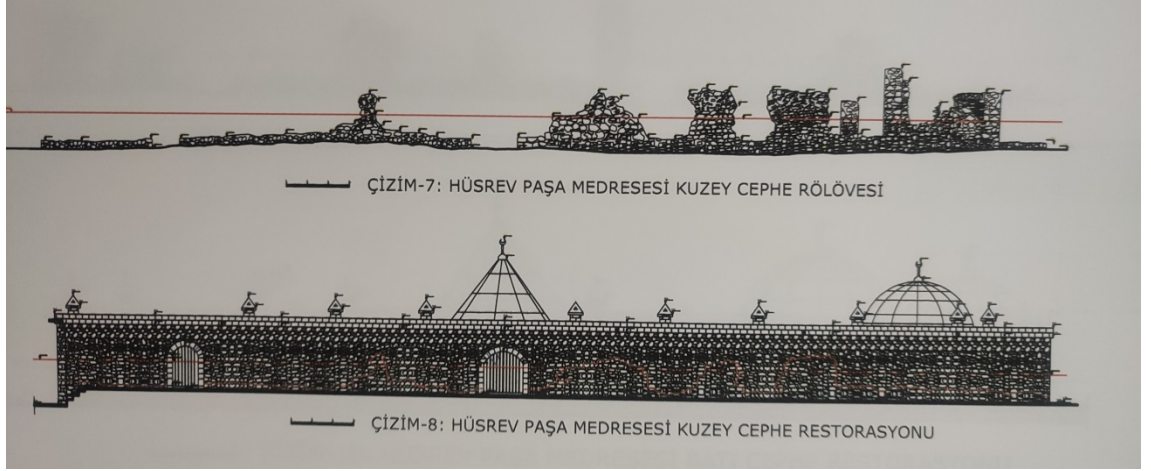 ÇİZİM-7: HÜSREV PAŞA MEDRESESİ KUZEY CEPHE RÖLÖVESİ
ÇİZİM-8: HÜSREV PAŞA MEDRESESİ KUZEY CEPHE RESTORASYONU